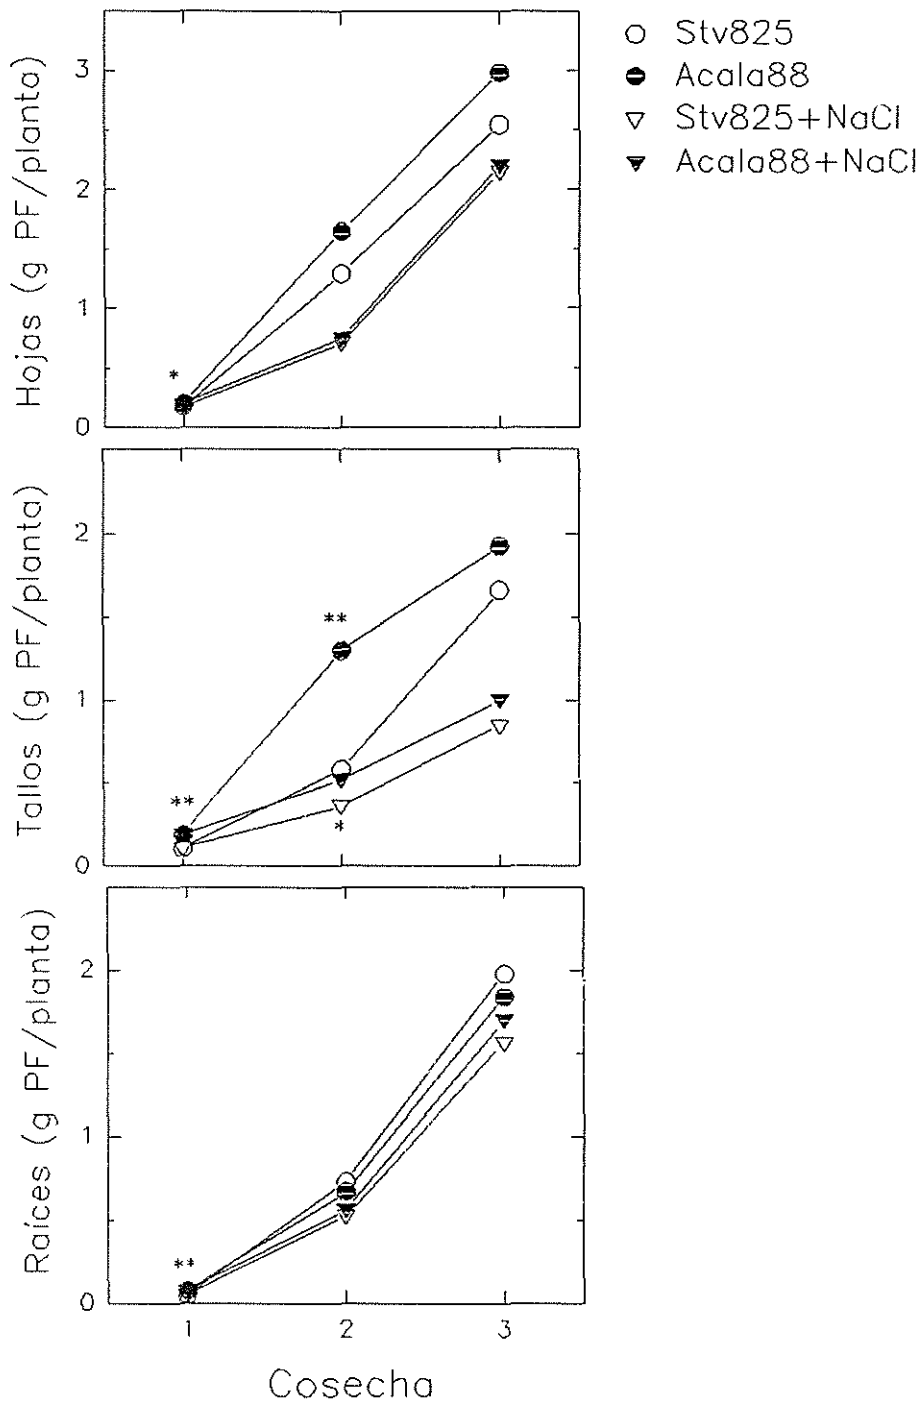 Stv825
Acala88
Stv825+NaCl
Acala88+NaCl
Hojas (g PF/planta)
3
2
1
0
*
Tallos (g PF/planta)
2
1
0
**
**
*
Raíces (g PF/planta)
2
1
0
**
1 2 3
Cosecha